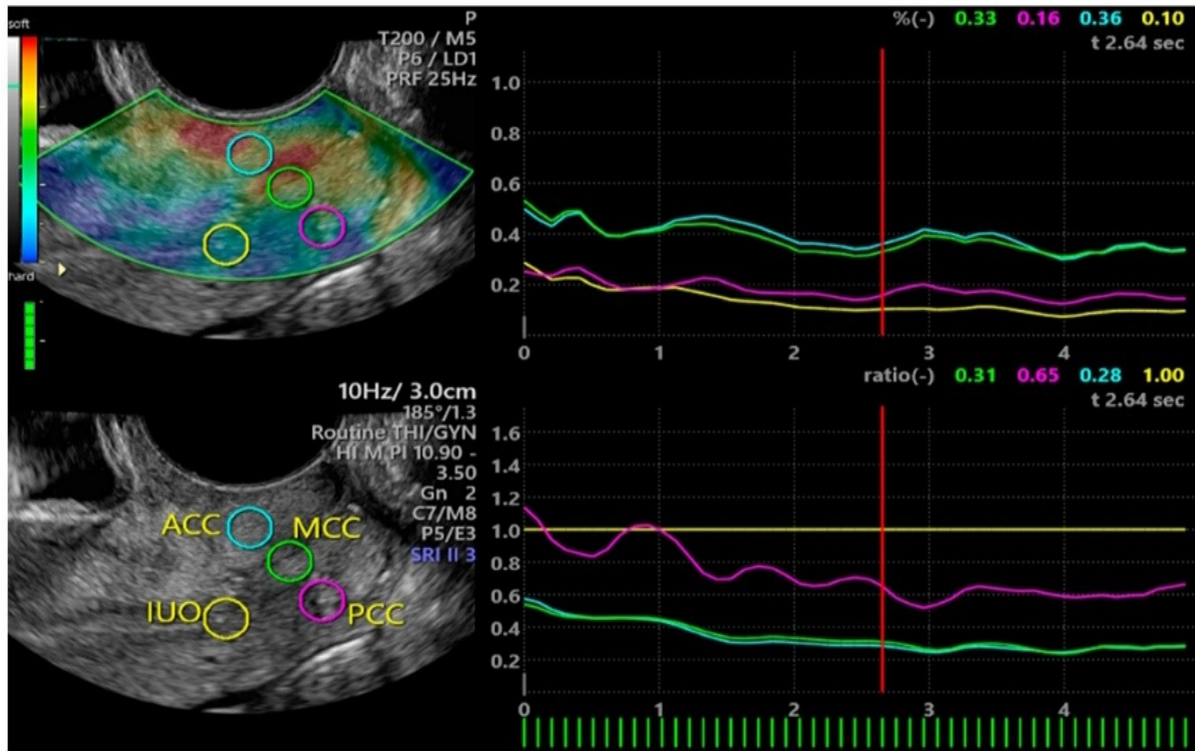 soft
hard
P
T200 / M5
P6 / LD1
PRF 25Hz
%(-) 0.33 0.16 0.36 0.10
t 2.64 sec
1.0
0.8
0.6
0.4
0.2
0 1 2 3 4
10Hz/ 3.0cm
185°/1.3
Routine THI/GYN
HI M PI 10.90 -
3.50
Gn 2
C7/M8
P5/E3
SRI II 3
ACC
MCC
IUO
PCC
ratio(-) 0.31 0.65 0.28 1.00
t 2.64 sec
1.6
1.4
1.2
1.0
0.8
0.6
0.4
0.2
0 1 2 3 4